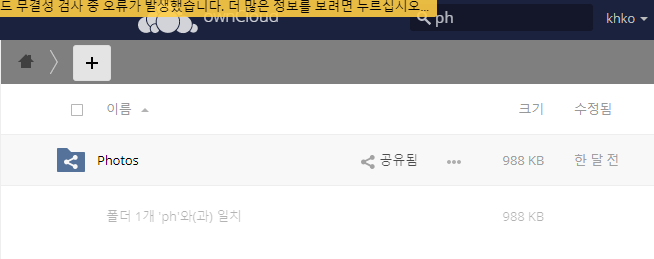 드 무결성 검사 중 오류가 발생했습니다. 더 많은 정보를 보려면 누르십시오...
ownCloud
ph
khko
이름
크기
수정됨
Photos
공유됨
988 KB
한 달 전
폴더 1개 'ph'와(과) 일치
988 KB